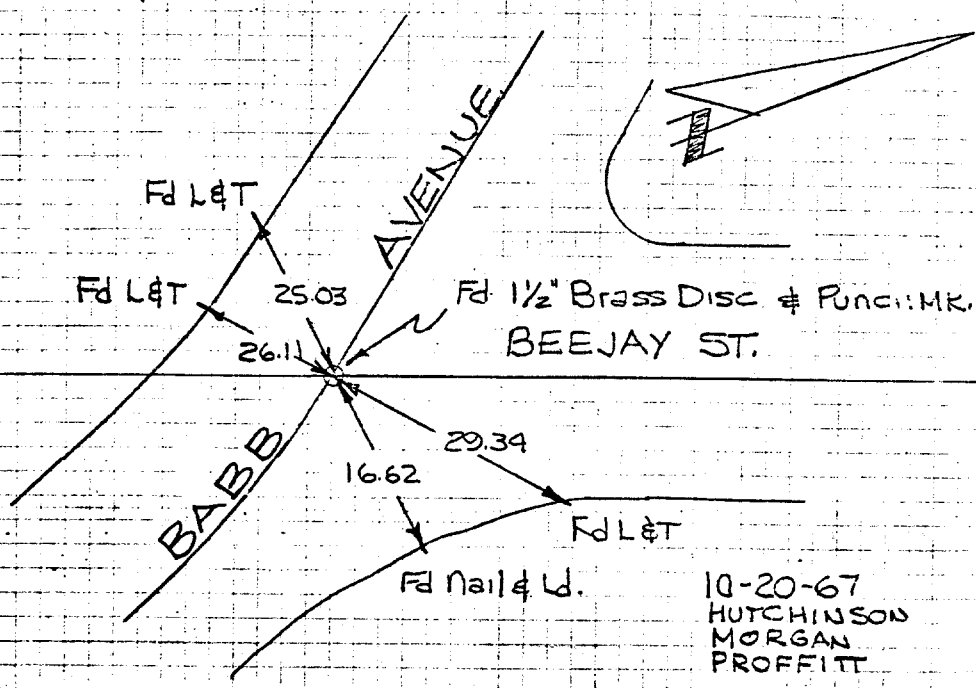 Fd L&T
AVENUE
Fd L&T
25.03
Fd 1½" Brass Disc & Punch Mk.
26.11
BEEJAY ST.
29.34
BABB
16.62
Fd L&T
Fd Nail & Ld.
10-20-67
HUTCHINSON
MORGAN
PROFFITT